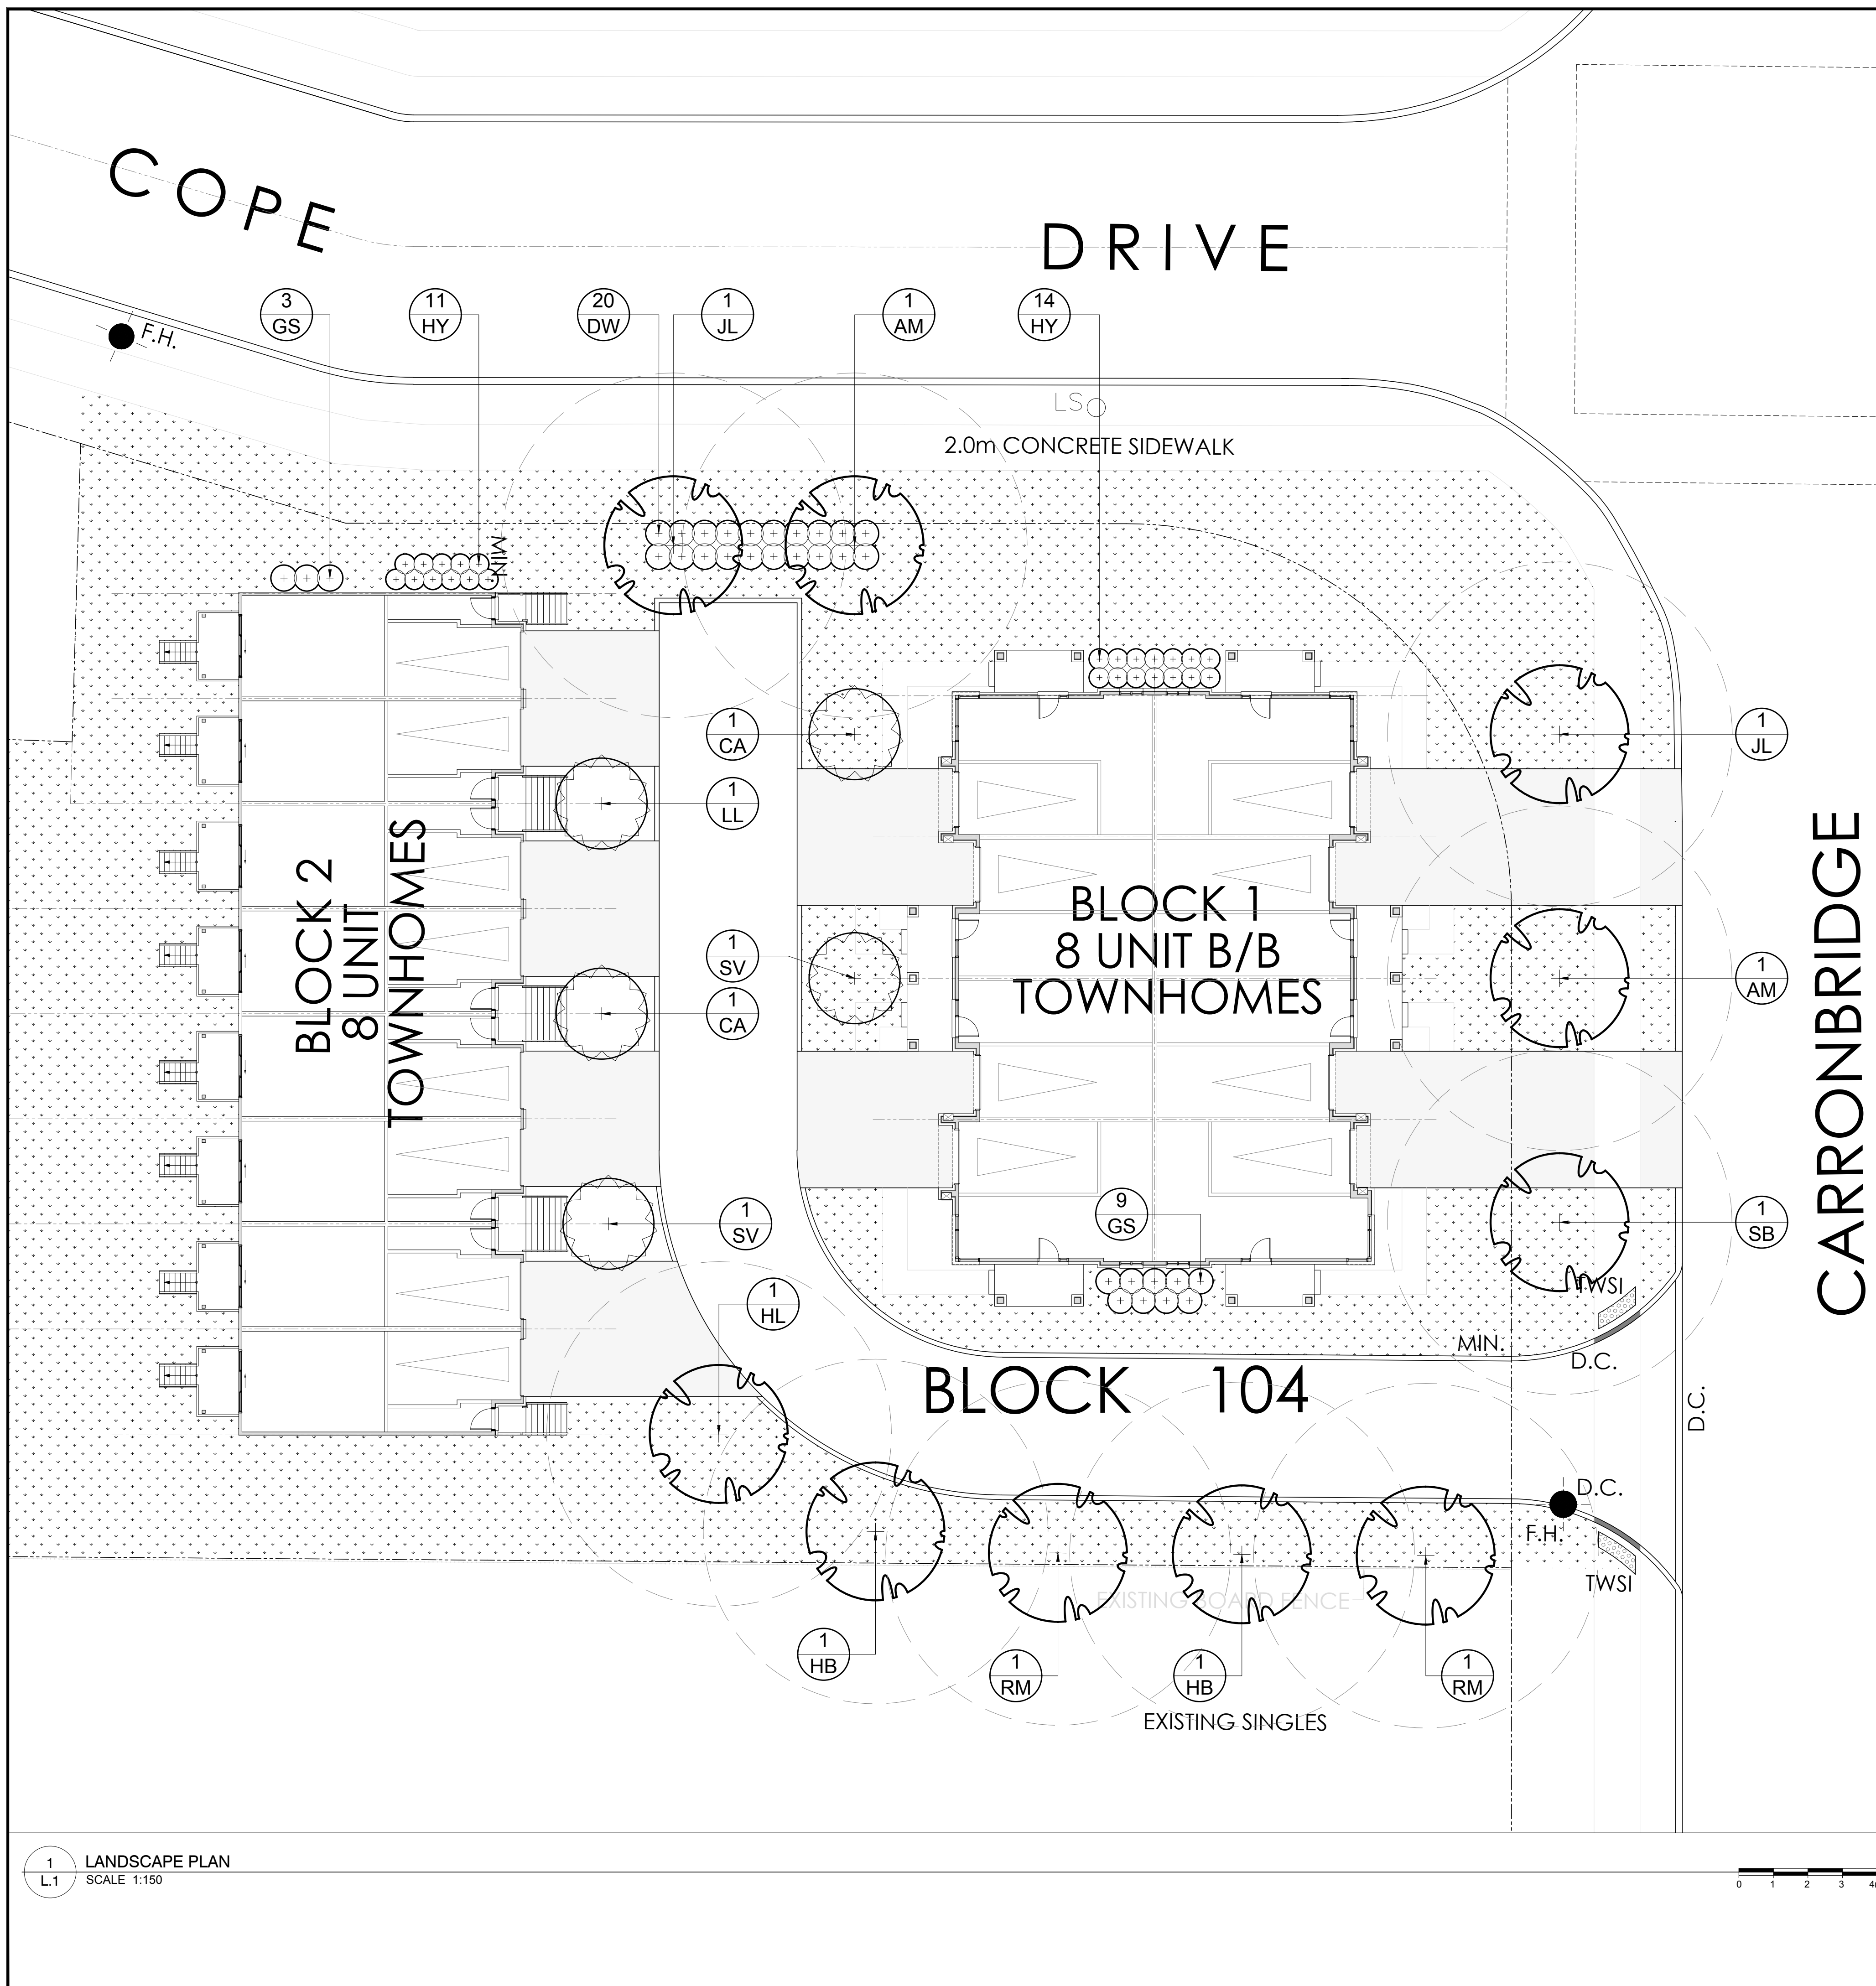 COPE
DRIVE
3
GS
11
HY
20
DW
1
JL
1
AM
14
HY
F.H.
LS
2.0m CONCRETE SIDEWALK
MIN.
1
CA
1
JL
1
LL
BLOCK 2
8 UNIT
TOWNHOMES
BLOCK 1
8 UNIT B/B
TOWNHOMES
1
SV
1
AM
1
CA
CARRONBRIDGE
9
GS
1
SV
1
SB
TWSI
1
HL
MIN.
D.C.
BLOCK 104
D.C.
D.C.
F.H.
TWSI
EXISTING BOARD FENCE
1
HB
1
RM
1
HB
1
RM
EXISTING SINGLES
1
L.1
LANDSCAPE PLAN
SCALE 1:150
0 1 2 3 4